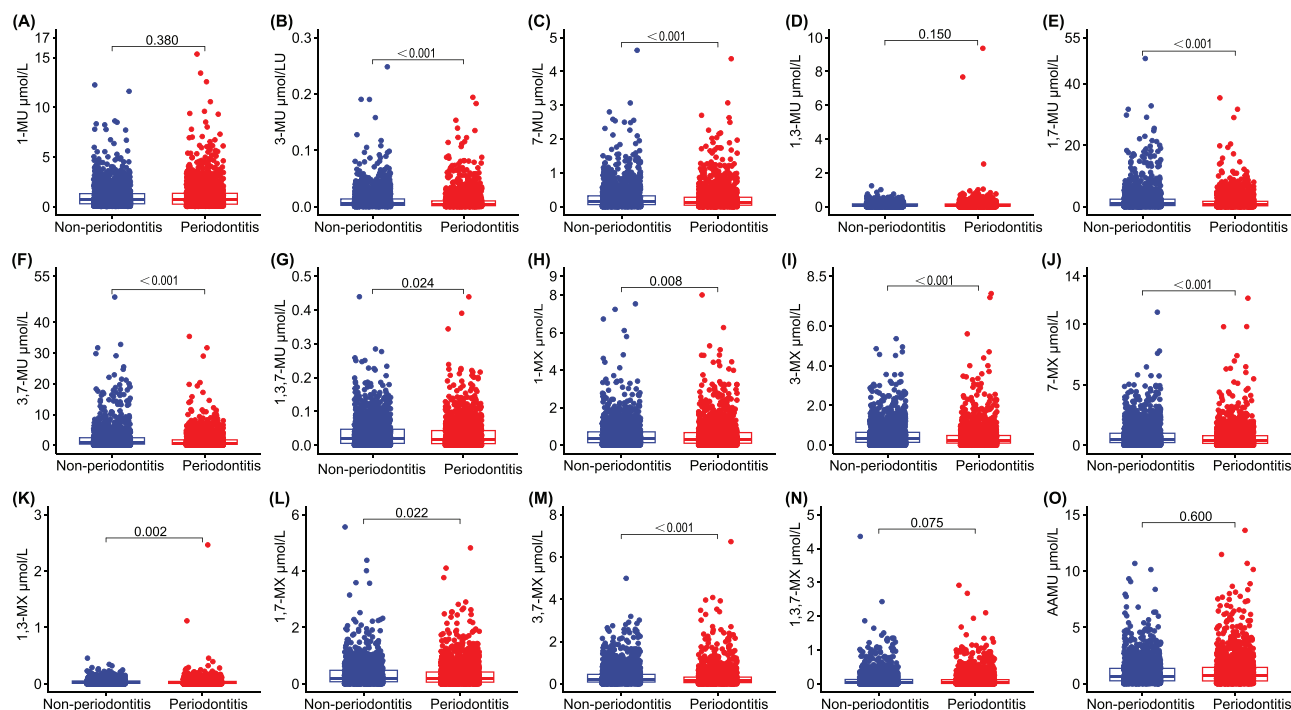 (A)
0.380
1-MU μmol/L
17
15
10
5
0
Non-periodontitis Periodontitis
(B)
<0.001
3-MU μmol/LU
0.3
0.2
0.1
0.0
Non-periodontitis Periodontitis
(C)
<0.001
7-MU μmol/L
5
4
3
2
1
0
Non-periodontitis Periodontitis
(D)
0.150
1,3-MU μmol/L
10
8
6
4
2
0
Non-periodontitis Periodontitis
(E)
<0.001
1,7-MU μmol/L
55
40
20
0
Non-periodontitis Periodontitis
(F)
<0.001
3,7-MU μmol/L
55
40
30
20
10
0
Non-periodontitis Periodontitis
(G)
0.024
1,3,7-MU μmol/L
0.5
0.4
0.3
0.2
0.1
0.0
Non-periodontitis Periodontitis
(H)
0.008
1-MX μmol/L
9
8
6
4
2
0
Non-periodontitis Periodontitis
(I)
<0.001
3-MX μmol/L
8.5
6.0
4.0
2.0
0.0
Non-periodontitis Periodontitis
(J)
<0.001
7-MX μmol/L
14
10
5
0
Non-periodontitis Periodontitis
(K)
0.002
1,3-MX μmol/L
3
2
1
0
Non-periodontitis Periodontitis
(L)
0.022
1,7-MX μmol/L
6
4
2
0
Non-periodontitis Periodontitis
(M)
<0.001
3,7-MX μmol/L
8
6
4
2
0
Non-periodontitis Periodontitis
(N)
0.075
1,3,7-MX μmol/L
5
4
3
2
1
0
Non-periodontitis Periodontitis
(O)
0.600
AAMU μmol/L
15
10
5
0
Non-periodontitis Periodontitis